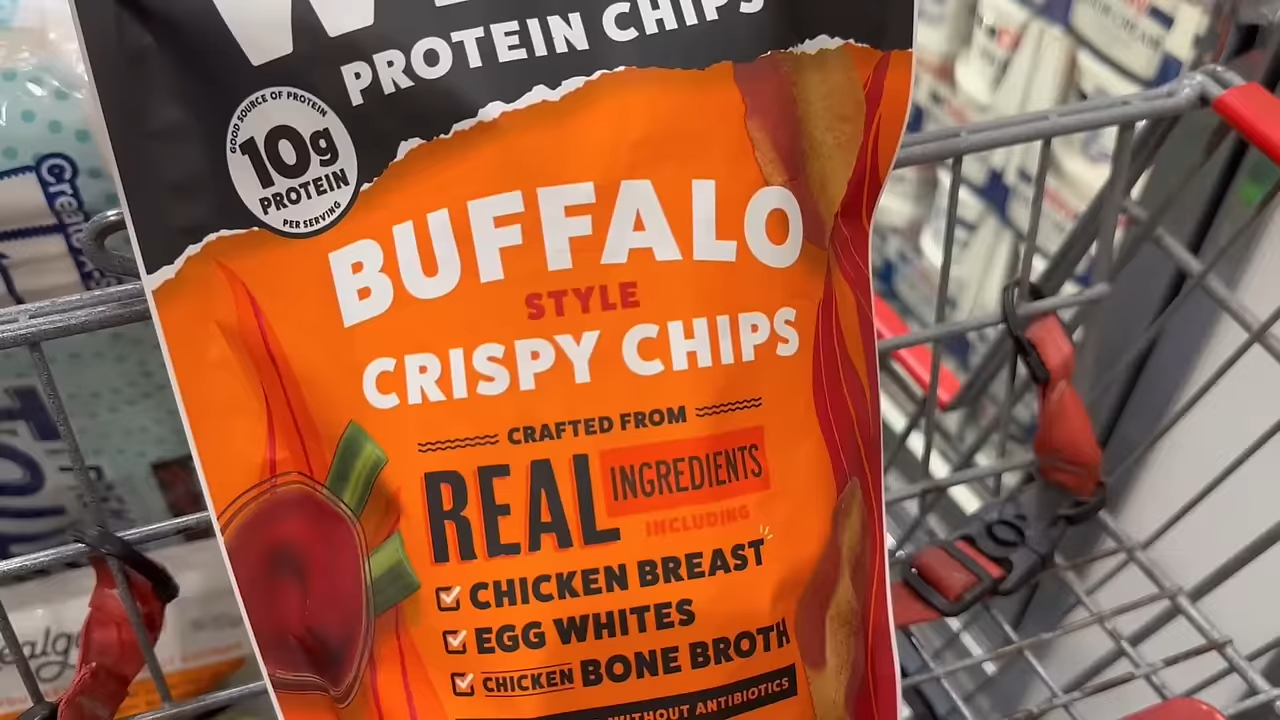 PROTEIN CHIPS
GOOD SOURCE OF PROTEIN
10g
PROTEIN
PER SERVING
BUFFALO
STYLE
CRISPY CHIPS
CRAFTED FROM
REAL INGREDIENTS
INCLUDING
CHICKEN BREAST
EGG WHITES
CHICKEN BONE BROTH
WITHOUT ANTIBIOTICS